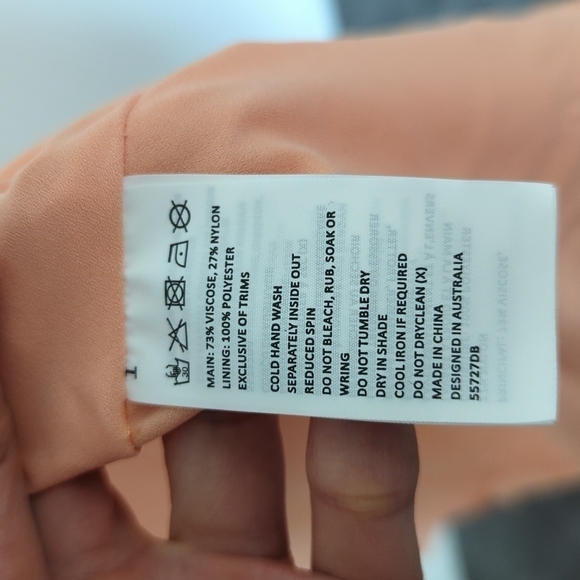 30
MAIN: 73% VISCOSE, 27% NYLON
LINING: 100% POLYESTER
EXCLUSIVE OF TRIMS
COLD HAND WASH
SEPARATELY INSIDE OUT
REDUCED SPIN
DO NOT BLEACH, RUB, SOAK OR
WRING
DO NOT TUMBLE DRY
DRY IN SHADE
COOL IRON IF REQUIRED
DO NOT DRYCLEAN (X)
MADE IN CHINA
DESIGNED IN AUSTRALIA
55727DB